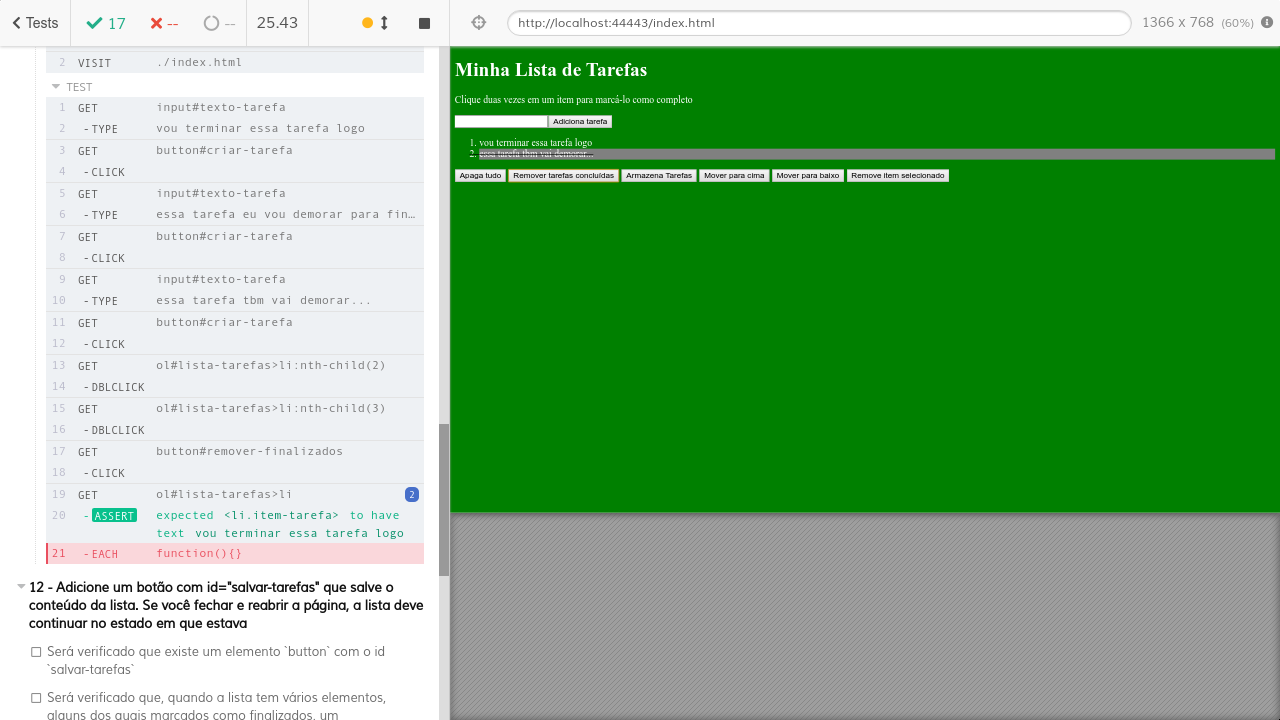 Tests 17 -- -- 25.43 http://localhost:44443/index.html 1366 x 768 (60%)
2 VISIT ./index.html
TEST
1 GET input#texto-tarefa
2 -TYPE vou terminar essa tarefa logo
3 GET button#criar-tarefa
4 -CLICK
5 GET input#texto-tarefa
6 -TYPE essa tarefa eu vou demorar para fin…
7 GET button#criar-tarefa
8 -CLICK
9 GET input#texto-tarefa
10 -TYPE essa tarefa tbm vai demorar...
11 GET button#criar-tarefa
12 -CLICK
13 GET ol#lista-tarefas>li:nth-child(2)
14 -DBLCLICK
15 GET ol#lista-tarefas>li:nth-child(3)
16 -DBLCLICK
17 GET button#remover-finalizados
18 -CLICK
19 GET ol#lista-tarefas>li 2
20 -ASSERT expected <li.item-tarefa> to have
text vou terminar essa tarefa logo
21 -EACH function(){}
12 - Adicione um botão com id="salvar-tarefas" que salve o
conteúdo da lista. Se você fechar e reabrir a página, a lista deve
continuar no estado em que estava
Será verificado que existe um elemento `button` com o id
`salvar-tarefas`
Será verificado que, quando a lista tem vários elementos,
alguns dos quais marcados como finalizados, um
Minha Lista de Tarefas
Clique duas vezes em um item para marcá-lo como completo
Adiciona tarefa
1. vou terminar essa tarefa logo
2. essa tarefa tbm vai demorar...
Apaga tudo Remover tarefas concluídas Armazena Tarefas Mover para cima Mover para baixo Remove item selecionado